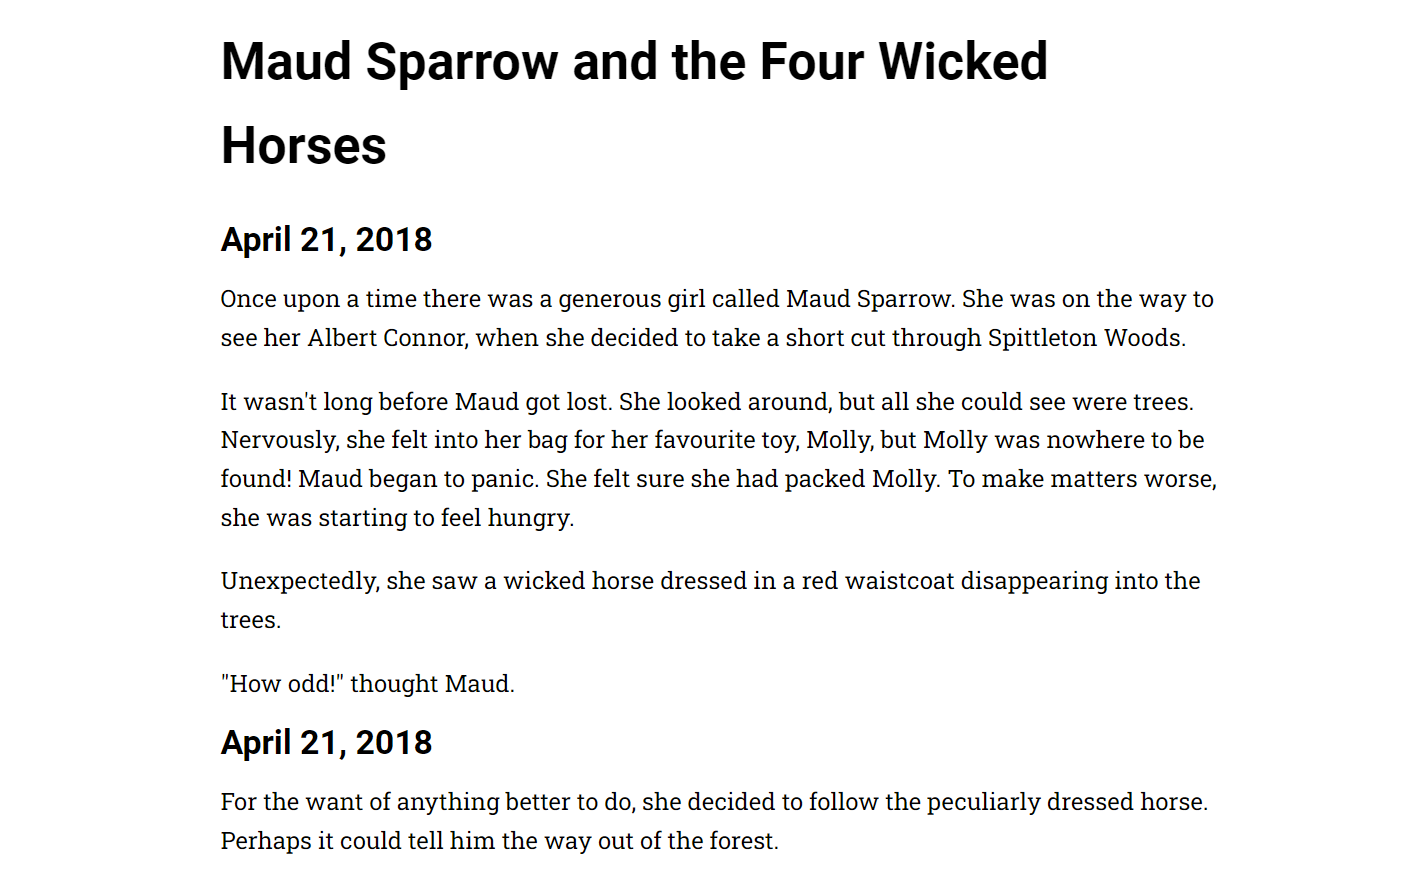 Maud Sparrow and the Four Wicked
Horses
April 21, 2018
Once upon a time there was a generous girl called Maud Sparrow. She was on the way to
see her Albert Connor, when she decided to take a short cut through Spittleton Woods.
It wasn't long before Maud got lost. She looked around, but all she could see were trees.
Nervously, she felt into her bag for her favourite toy, Molly, but Molly was nowhere to be
found! Maud began to panic. She felt sure she had packed Molly. To make matters worse,
she was starting to feel hungry.
Unexpectedly, she saw a wicked horse dressed in a red waistcoat disappearing into the
trees.
"How odd!" thought Maud.
April 21, 2018
For the want of anything better to do, she decided to follow the peculiarly dressed horse.
Perhaps it could tell him the way out of the forest.